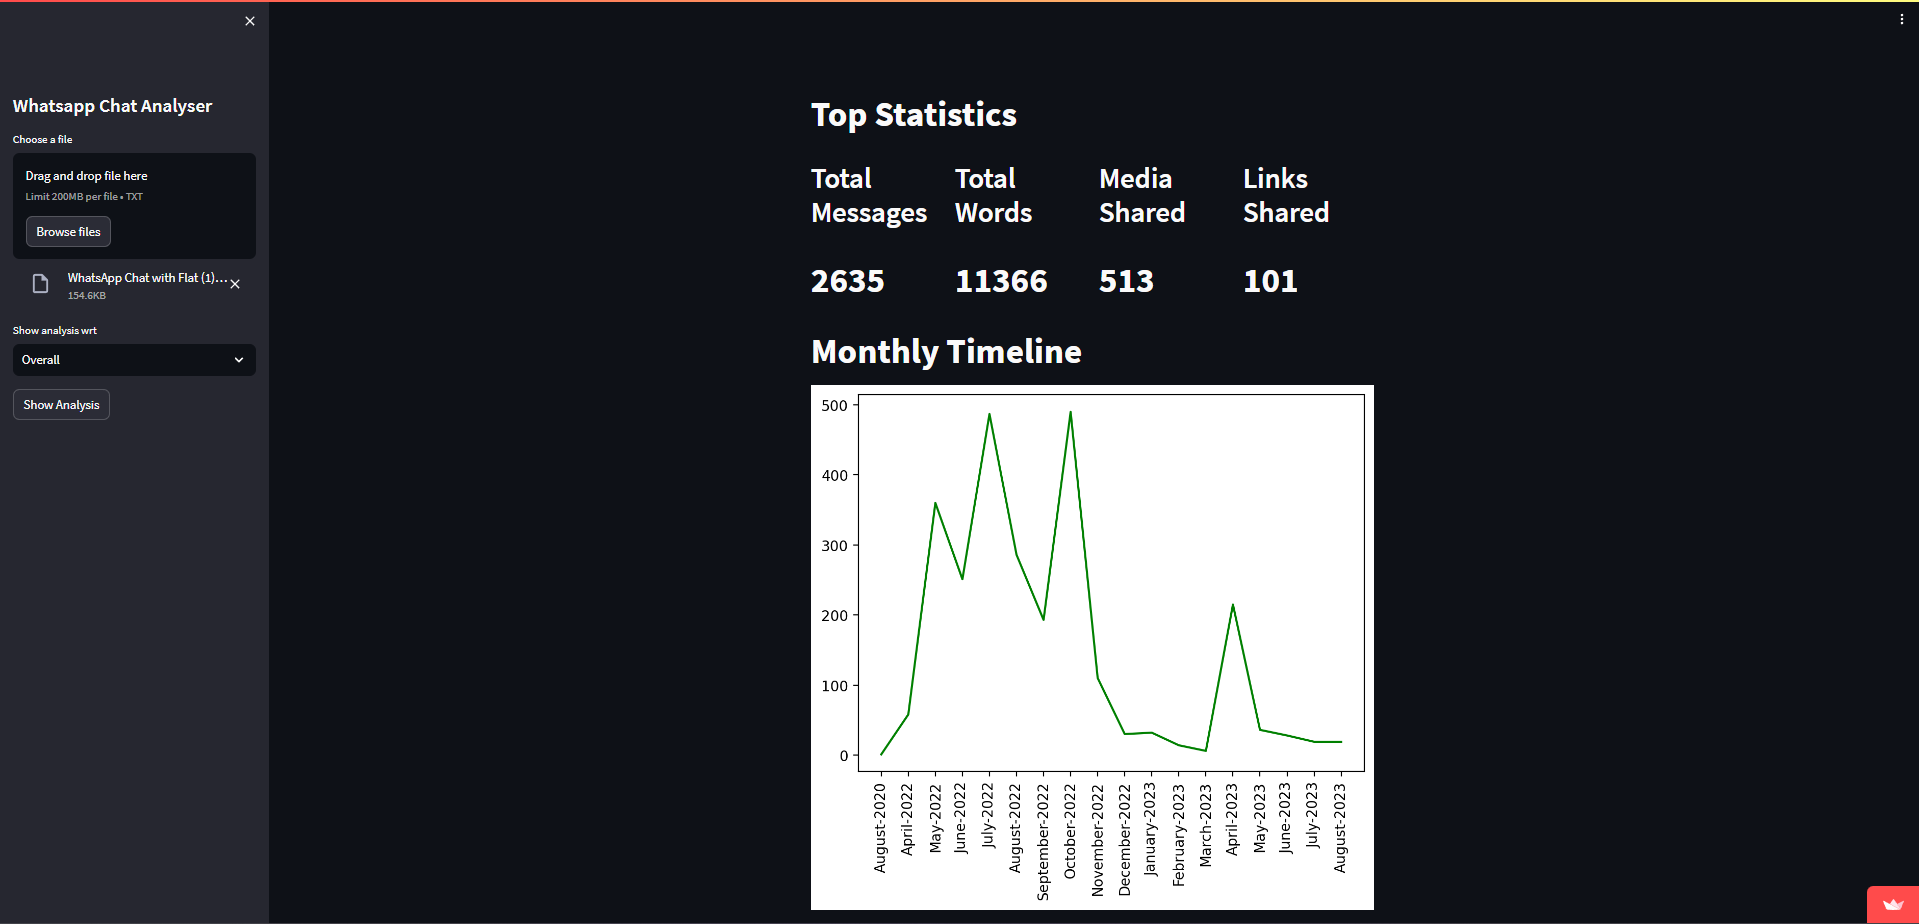 Whatsapp Chat Analyser
Choose a file
Drag and drop file here
Limit 200MB per file • TXT
Browse files
WhatsApp Chat with Flat (1)...
154.6KB
Show analysis wrt
Overall
Show Analysis
Top Statistics
Total Messages
Total Words
Media Shared
Links Shared
2635
11366
513
101
Monthly Timeline
500
400
300
200
100
0
August-2020
April-2022
May-2022
June-2022
July-2022
August-2022
September-2022
October-2022
November-2022
December-2022
January-2023
February-2023
March-2023
April-2023
May-2023
June-2023
July-2023
August-2023